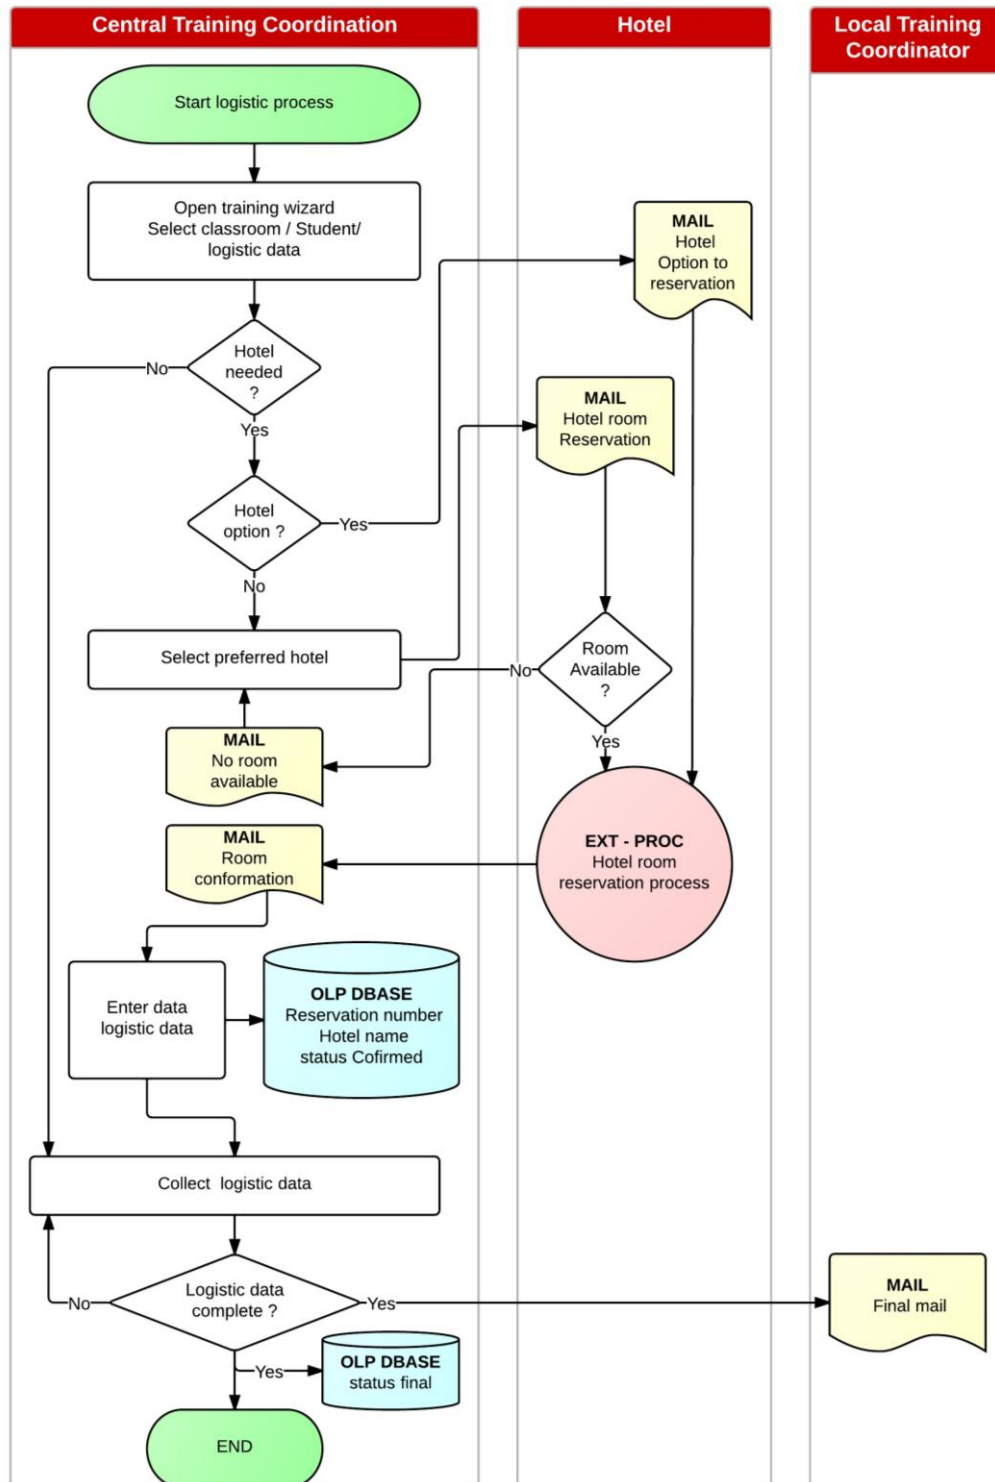 Central Training Coordination
Hotel
Local Training
Coordinator
Start logistic process
Open training wizard
Select classroom / Student/
logistic data
MAIL
Hotel
Option to
reservation
Hotel
needed
?
No
Yes
MAIL
Hotel room
Reservation
Hotel
option ?
Yes
No
Select preferred hotel
Room
Available
?
No
Yes
MAIL
No room
available
MAIL
Room
conformation
EXT - PROC
Hotel room
reservation process
Enter data
logistic data
OLP DBASE
Reservation number
Hotel name
status Cofirmed
Collect logistic data
Logistic data
complete ?
No
Yes
MAIL
Final mail
Yes
OLP DBASE
status final
END